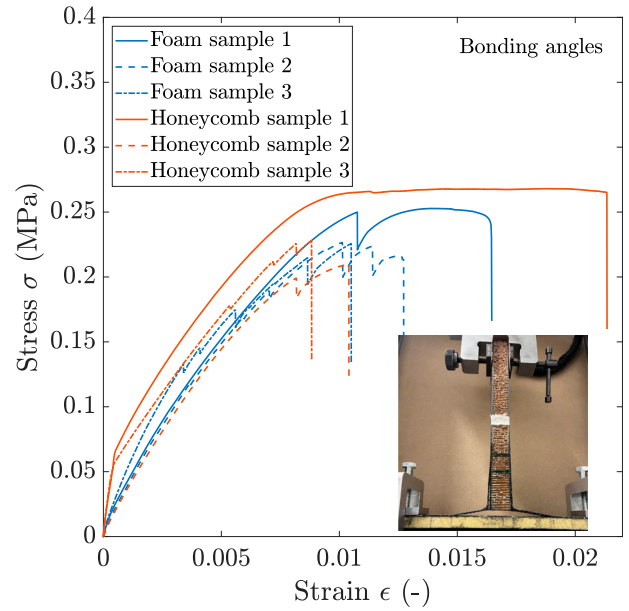 0.4
0.35
0.3
0.25
0.2
0.15
0.1
0.05
0
Stress σ (MPa)
Foam sample 1
Foam sample 2
Foam sample 3
Honeycomb sample 1
Honeycomb sample 2
Honeycomb sample 3
Bonding angles
0 0.005 0.01 0.015 0.02
Strain ϵ (-)